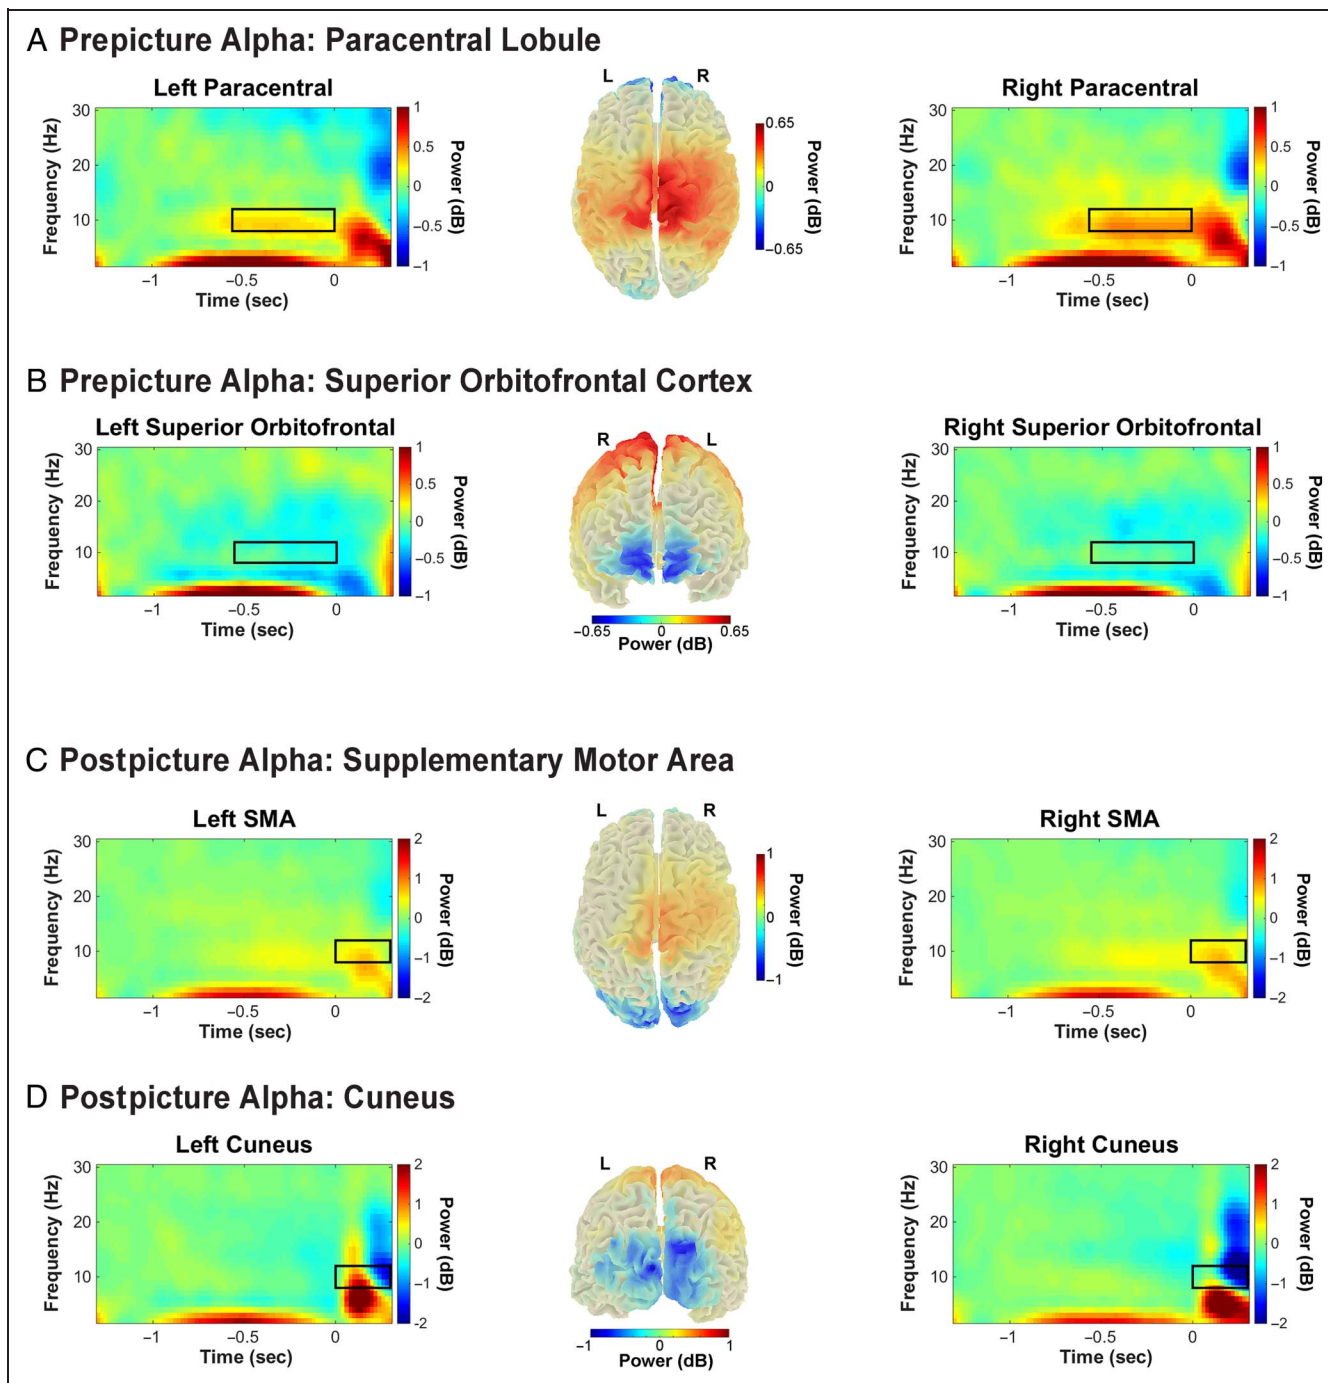 A Prepicture Alpha: Paracentral Lobule
Left Paracentral
L R
Right Paracentral
30
20
10
Frequency (Hz)
−1 −0.5 0
Time (sec)
1
0.5
0
−0.5
−1
Power (dB)
0.65
0
−0.65
Power (dB)
30
20
10
Frequency (Hz)
−1 −0.5 0
Time (sec)
1
0.5
0
−0.5
−1
Power (dB)
B Prepicture Alpha: Superior Orbitofrontal Cortex
Left Superior Orbitofrontal
R L
Right Superior Orbitofrontal
30
20
10
Frequency (Hz)
−1 −0.5 0
Time (sec)
1
0.5
0
−0.5
−1
Power (dB)
−0.65 0 0.65
Power (dB)
30
20
10
Frequency (Hz)
−1 −0.5 0
Time (sec)
1
0.5
0
−0.5
−1
Power (dB)
C Postpicture Alpha: Supplementary Motor Area
Left SMA
L R
Right SMA
30
20
10
Frequency (Hz)
−1 −0.5 0
Time (sec)
2
1
0
−1
−2
Power (dB)
1
0
−1
Power (dB)
30
20
10
Frequency (Hz)
−1 −0.5 0
Time (sec)
2
1
0
−1
−2
Power (dB)
D Postpicture Alpha: Cuneus
Left Cuneus
L R
Right Cuneus
30
20
10
Frequency (Hz)
−1 −0.5 0
Time (sec)
2
1
0
−1
−2
Power (dB)
−1 0 1
Power (dB)
30
20
10
Frequency (Hz)
−1 −0.5 0
Time (sec)
2
1
0
−1
−2
Power (dB)